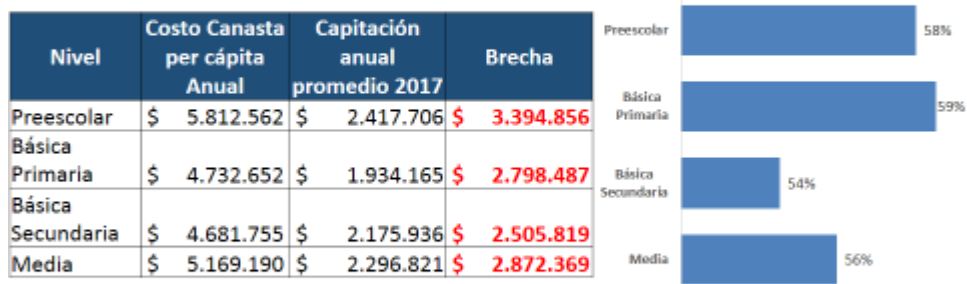 Nivel
Costo Canasta
per cápita
Anual
Capitación
anual
promedio 2017
Brecha
Preescolar $ 5.812.562 $ 2.417.706 $ 3.394.856
Básica
Primaria $ 4.732.652 $ 1.934.165 $ 2.798.487
Básica
Secundaria $ 4.681.755 $ 2.175.936 $ 2.505.819
Media $ 5.169.190 $ 2.296.821 $ 2.872.369
Preescolar 58%
Básica
Primaria 59%
Básica
Secundaria 54%
Media 56%